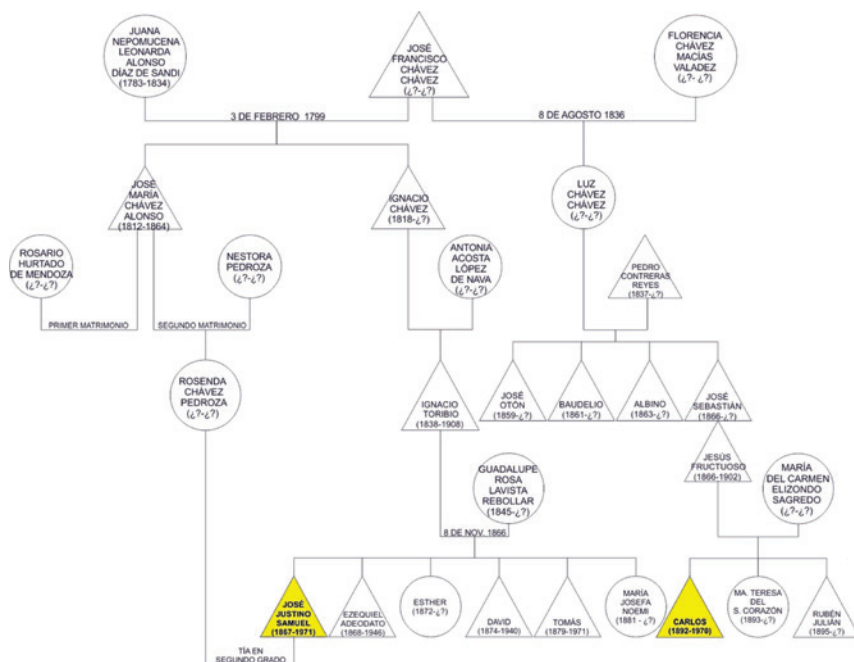 JUANA
NEPOMUCENA
LEONARDA
ALONSO
DÍAZ DE SANDI
(1783-1834)
JOSÉ
FRANCISCO
CHÁVEZ
CHÁVEZ
(¿?-¿?)
FLORENCIA
CHÁVEZ
MACÍAS
VALADEZ
(¿?-¿?)
3 DE FEBRERO 1799
8 DE AGOSTO 1836
JOSÉ
MARÍA
CHÁVEZ
ALONSO
(1812-1864)
IGNACIO
CHÁVEZ
(1818-¿?)
LUZ
CHÁVEZ
CHÁVEZ
(¿?-¿?)
ROSARIO
HURTADO
DE MENDOZA
(¿?-¿?)
NESTORA
PEDROZA
(¿?-¿?)
ANTONIA
ACOSTA
LÓPEZ
DE NAVA
(¿?-¿?)
PEDRO
CONTRERAS
REYES
(1837-¿?)
PRIMER MATRIMONIO
SEGUNDO MATRIMONIO
ROSENDA
CHÁVEZ
PEDROZA
(¿?-¿?)
IGNACIO
TORIBIO
(1838-1908)
JOSÉ
OTÓN
(1859-¿?)
BAUDELIO
(1861-¿?)
ALBINO
(1863-¿?)
JOSÉ
SEBASTIÁN
(1866-¿?)
GUADALUPE
ROSA
LAVISTA
REBOLLAR
(1845-¿?)
JESÚS
FRUCTUOSO
(1866-1902)
MARÍA
DEL CARMEN
ELIZONDO
SAGREDO
(¿?-¿?)
8 DE NOV. 1866
JOSÉ
JUSTINO
SAMUEL
(1867-1971)
EZEQUIEL
ADEODATO
(1868-1946)
ESTHER
(1872-¿?)
DAVID
(1874-1940)
TOMÁS
(1879-1971)
MARÍA
JOSEFA
NOEMI
(1881 - ¿?)
CARLOS
(1892-1970)
MA. TERESA
DEL
S. CORAZÓN
(1893-¿?)
RUBÉN
JULIÁN
(1895-¿?)
TÍA EN
SEGUNDO GRADO